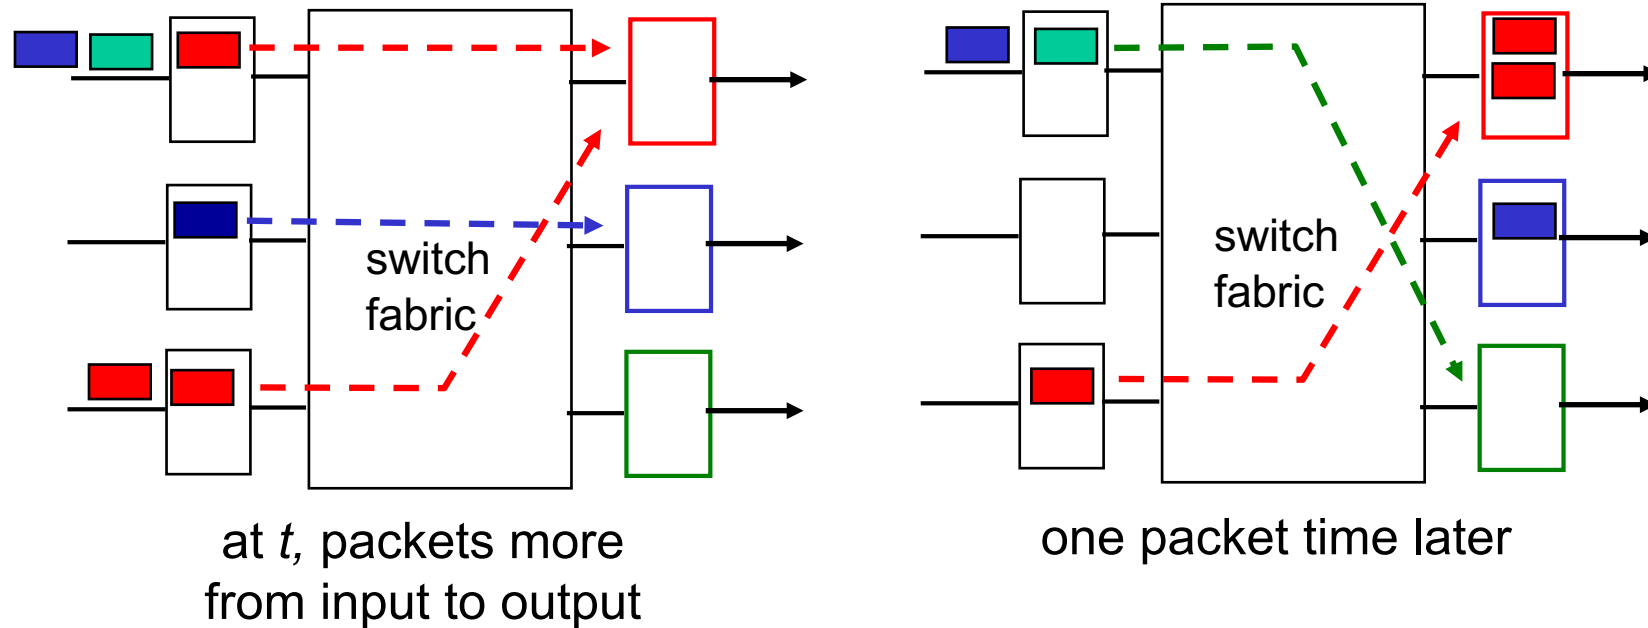 switch
fabric
at t, packets more
from input to output
switch
fabric
one packet time later